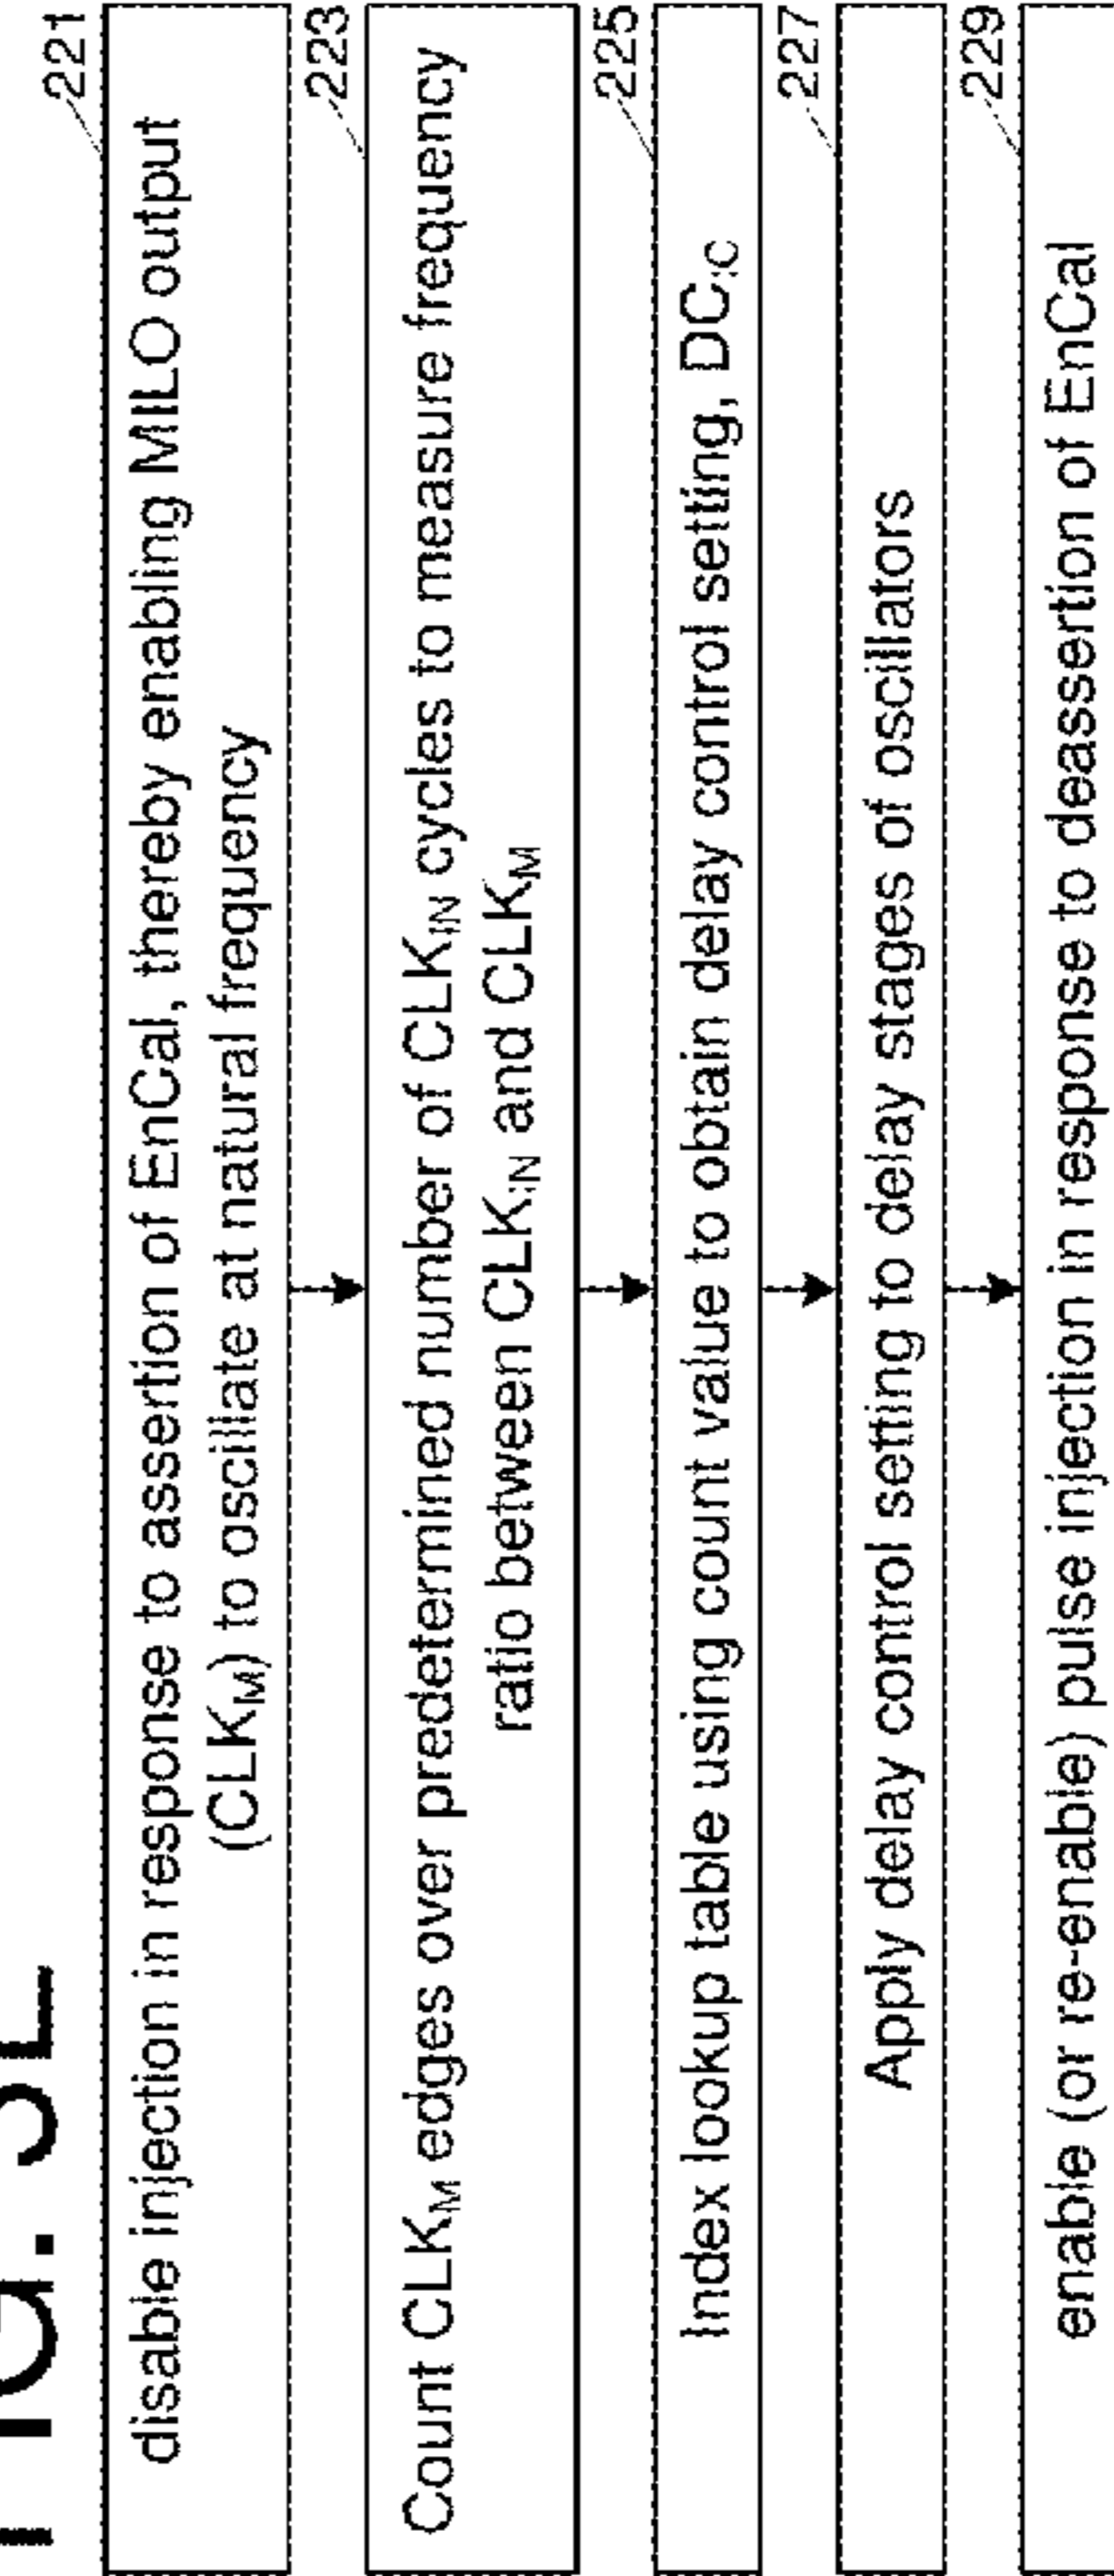 221
disable injection in response to assertion of EnCal, thereby enabling MILO output
(CLKM) to oscillate at natural frequency
223
Count CLKM edges over predetermined number of CLKIN cycles to measure frequency
ratio between CLKIN and CLKM
225
Index lookup table using count value to obtain delay control setting, DCIC
227
Apply delay control setting to delay stages of oscillators
229
enable (or re-enable) pulse injection in response to deassertion of EnCal